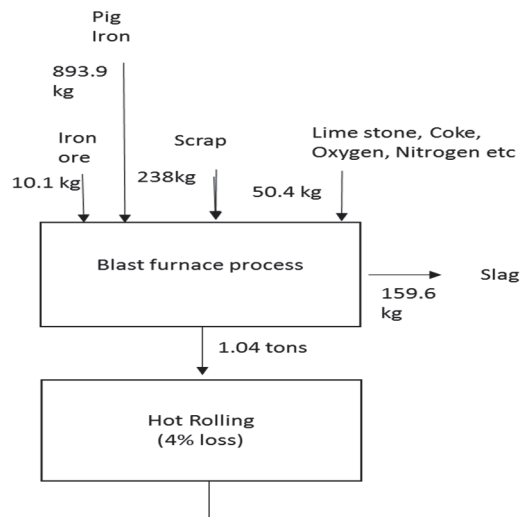 Pig
Iron
893.9
kg
Iron
ore
10.1 kg
Scrap
238kg
Lime stone, Coke,
Oxygen, Nitrogen etc
50.4 kg
Blast furnace process
Slag
159.6
kg
1.04 tons
Hot Rolling
(4% loss)